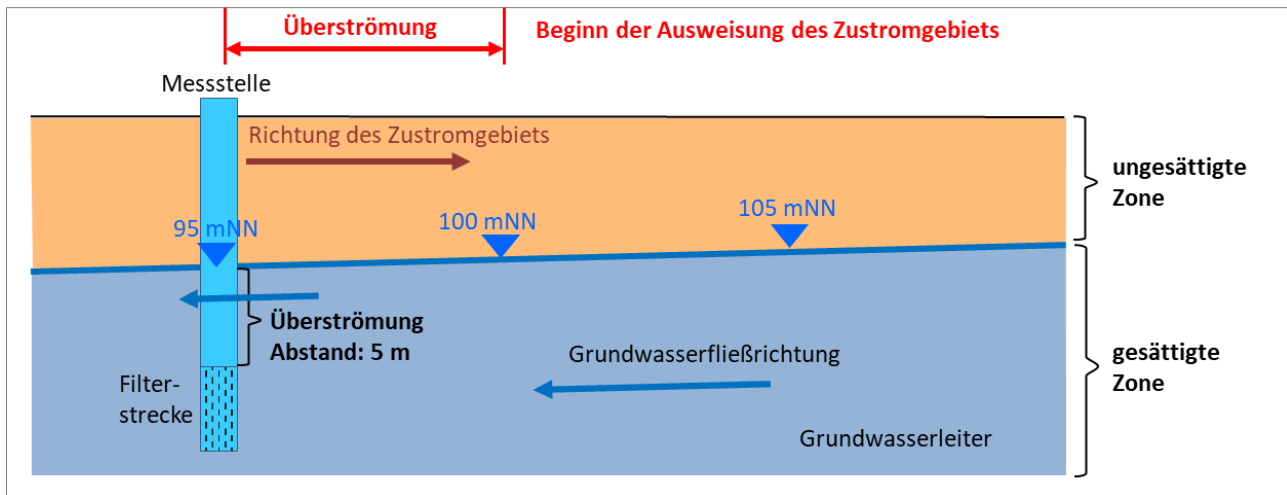 Überströmung
Beginn der Ausweisung des Zustromgebiets
Messstelle
Richtung des Zustromgebiets
ungesättigte
Zone
95 mNN
100 mNN
105 mNN
Überströmung
Abstand: 5 m
Grundwasserfließrichtung
gesättigte
Zone
Filter-
strecke
Grundwasserleiter